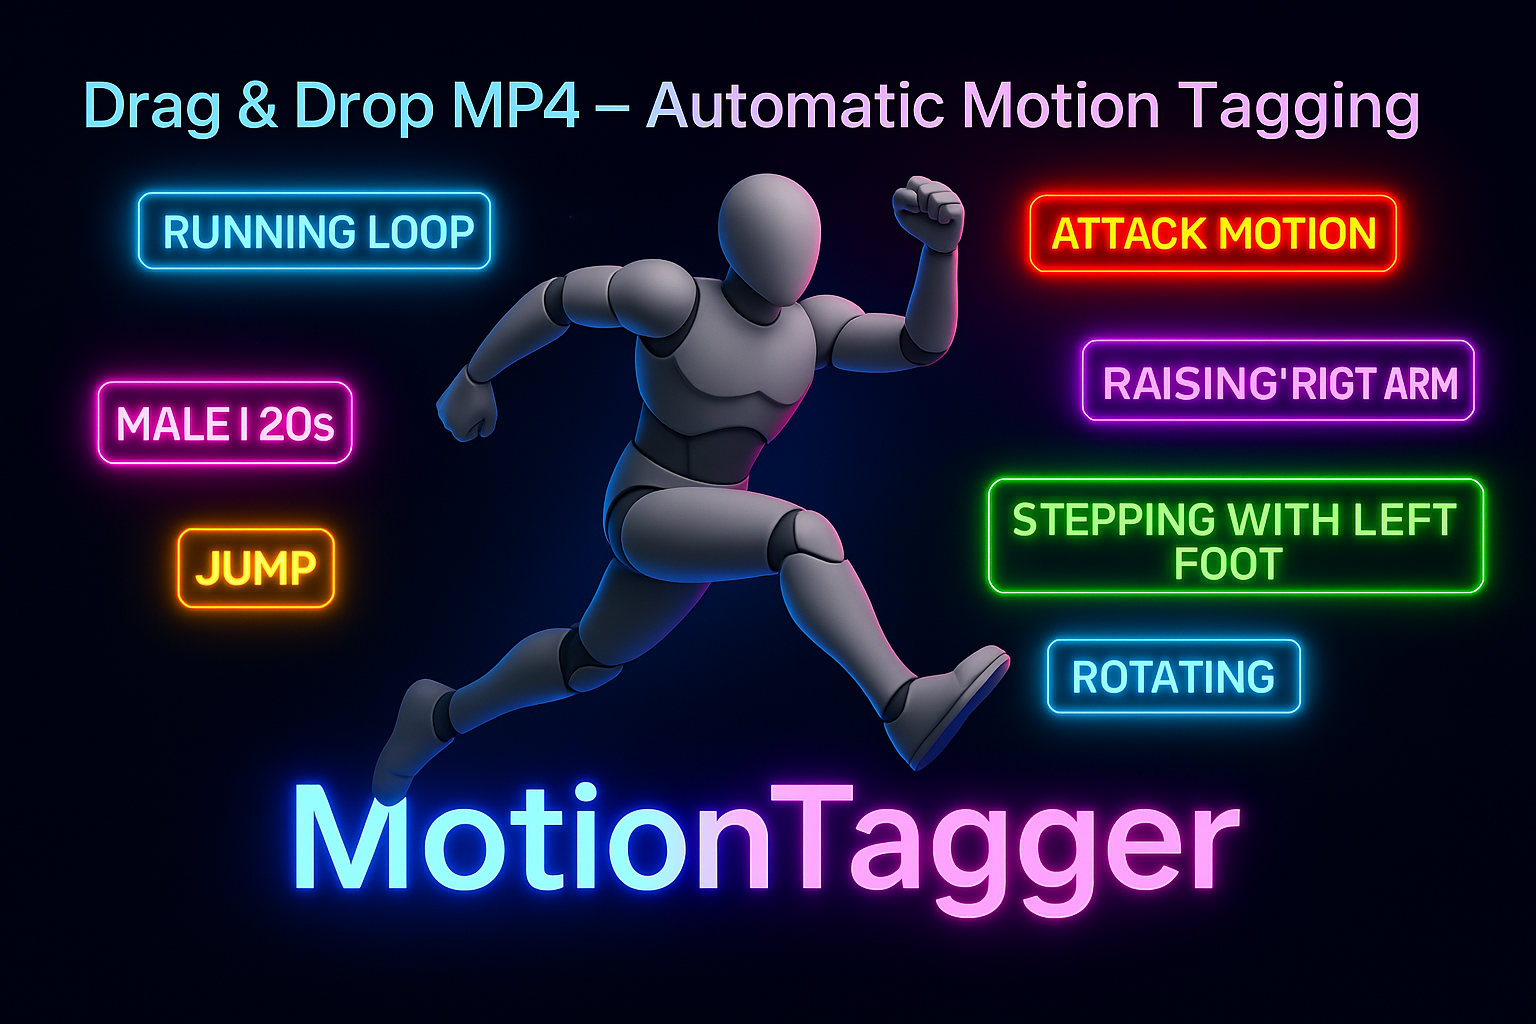 Drag & Drop MP4 – Automatic Motion Tagging
RUNNING LOOP
ATTACK MOTION
RAISING'RIGT ARM
MALE | 20s
STEPPING WITH LEFT
FOOT
JUMP
ROTATING
MotionTagger